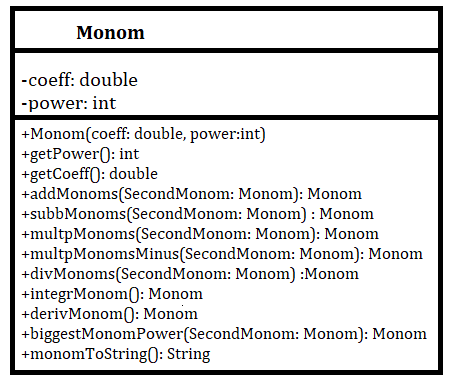 Monom
-coeff: double
-power: int
+Monom(coeff: double, power:int)
+getPower(): int
+getCoeff(): double
+addMonoms(SecondMonom: Monom): Monom
+subbMonoms(SecondMonom: Monom) : Monom
+multpMonoms(SecondMonom: Monom): Monom
+multpMonomsMinus(SecondMonom: Monom): Monom
+divMonoms(SecondMonom: Monom) :Monom
+integrMonom(): Monom
+derivMonom(): Monom
+biggestMonomPower(SecondMonom: Monom): Monom
+monomToString(): String